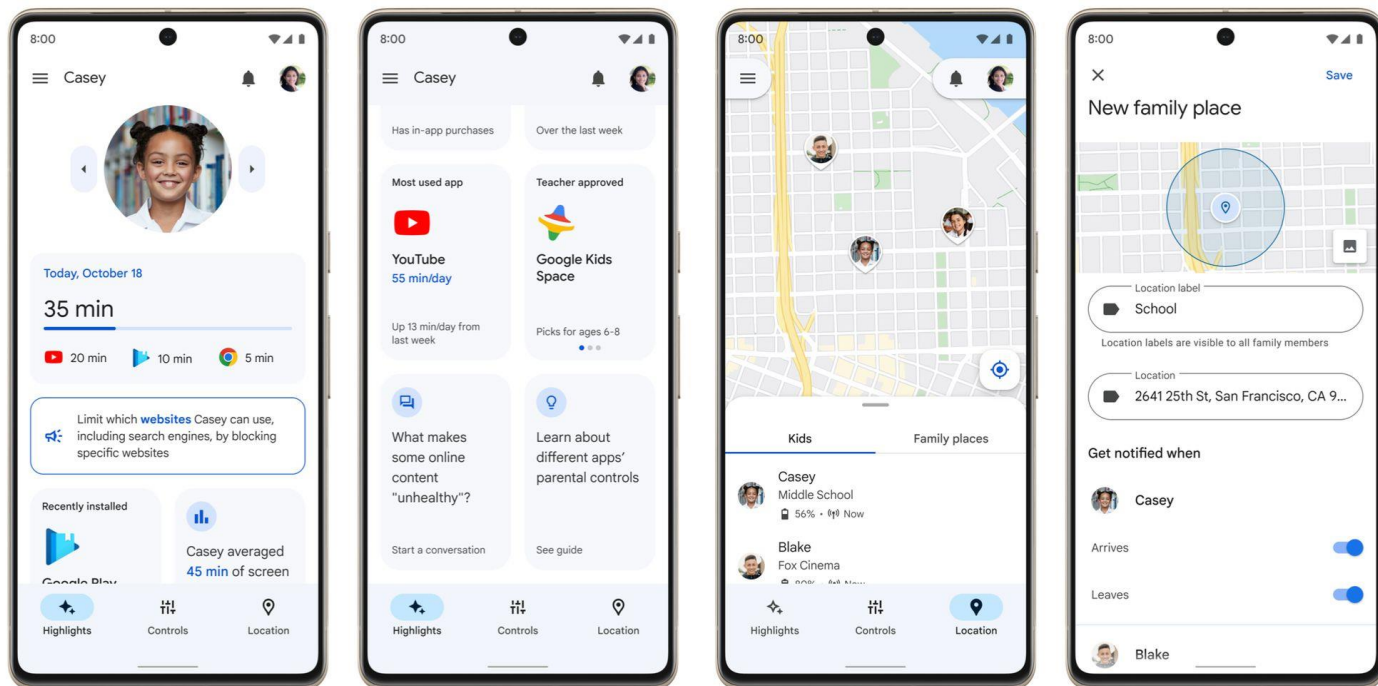 8:00
Casey
Today, October 18
35 min
20 min
10 min
5 min
Limit which websites Casey can use,
including search engines, by blocking
specific websites
Recently installed
Google Play
Casey averaged
45 min of screen
Highlights
Controls
Location
8:00
Casey
Has in-app purchases
Over the last week
Most used app
YouTube
55 min/day
Up 13 min/day from
last week
Teacher approved
Google Kids
Space
Picks for ages 6-8
What makes
some online
content
"unhealthy"?
Start a conversation
Learn about
different apps'
parental controls
See guide
Highlights
Controls
Location
8:00
Kids
Family places
Casey
Middle School
56% • Now
Blake
Fox Cinema
80% • Now
Highlights
Controls
Location
8:00
Save
New family place
Location label
School
Location labels are visible to all family members
Location
2641 25th St, San Francisco, CA 9...
Get notified when
Casey
Arrives
Leaves
Blake